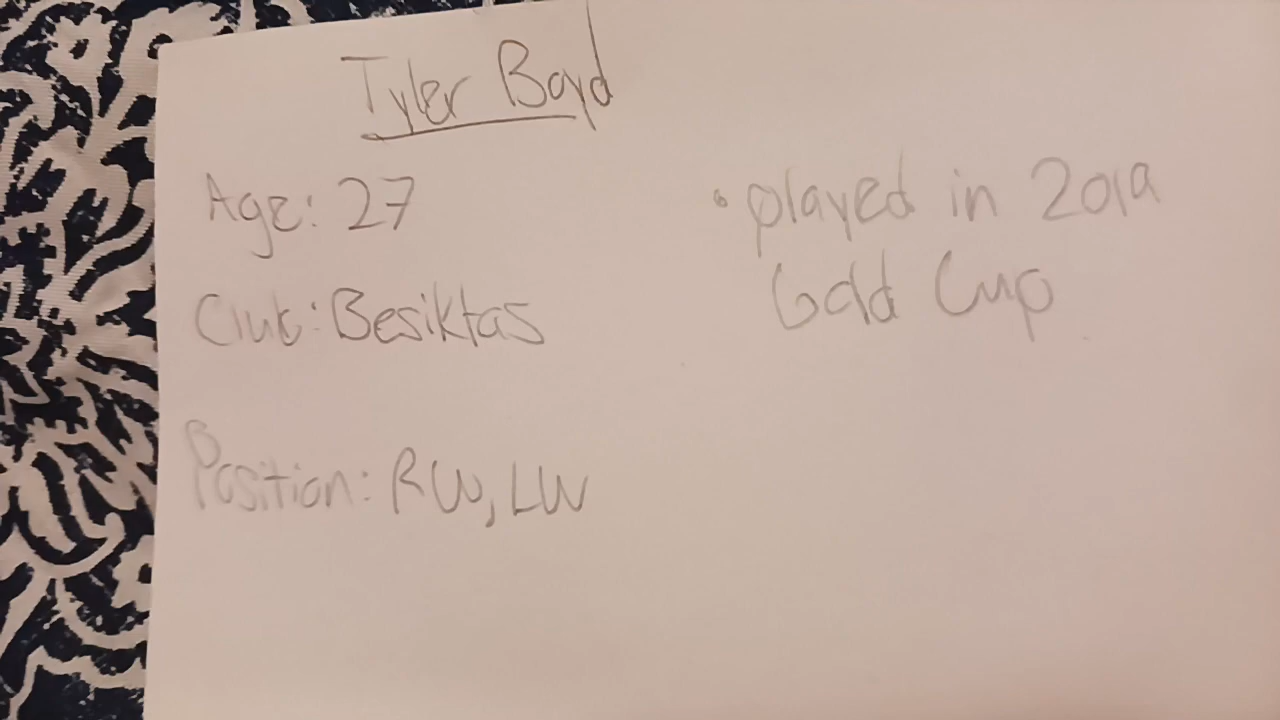 Tyler Boyd
Age: 27
Club: Besiktas
Position: RW, LW
• played in 2019
Gold Cup